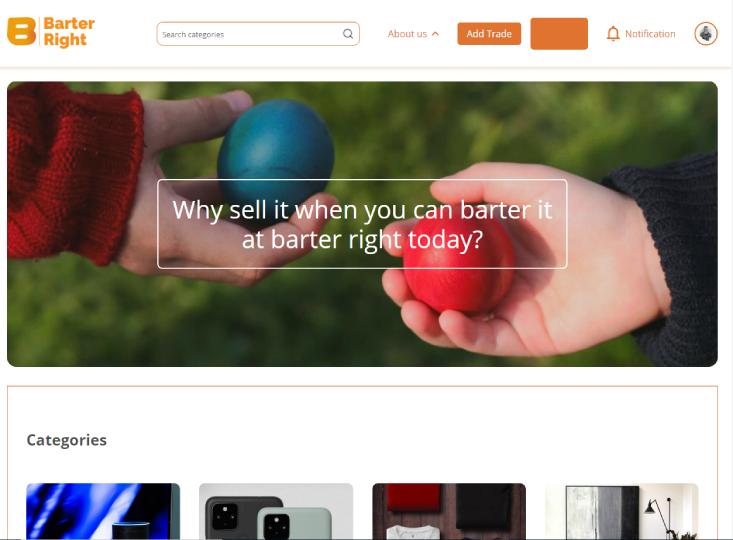 Barter
Right
Search categories
About us
Add Trade
Notification
Why sell it when you can barter it
at barter right today?
Categories